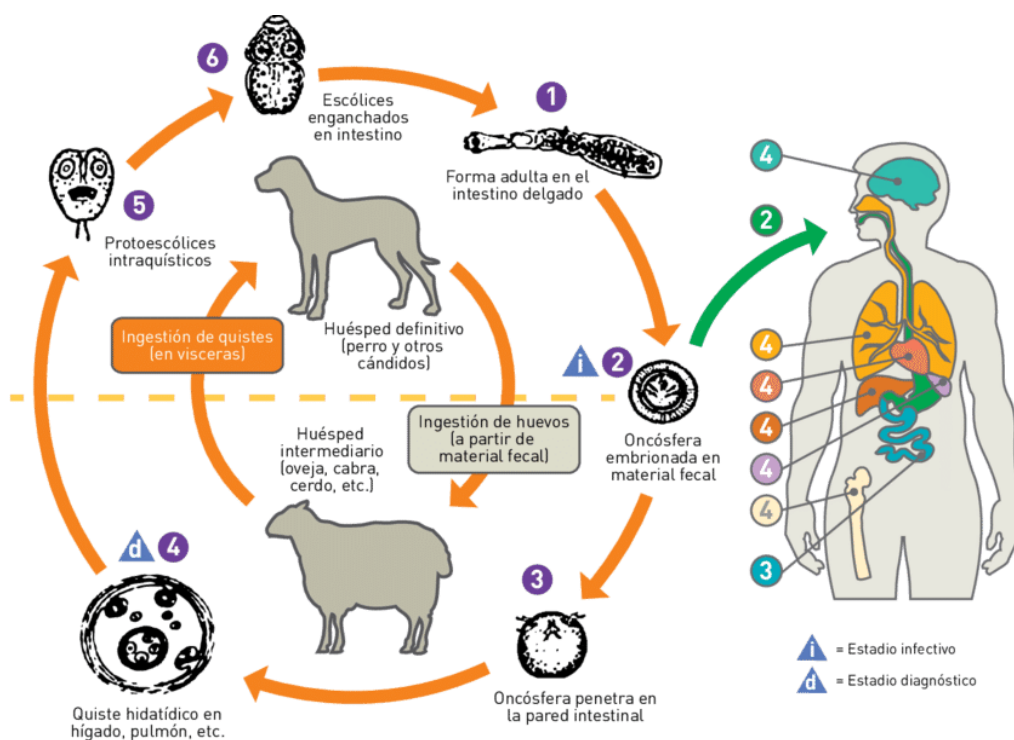 6
Escólices
enganchados
en intestino
1
Forma adulta en el
intestino delgado
5
Protoescólices
intraquísticos
Ingestión de quistes
(en visceras)
Huésped definitivo
(perro y otros
cándidos)
i 2
Oncósfera
embrionada en
material fecal
Ingestión de huevos
(a partir de
material fecal)
Huésped
intermediario
(oveja, cabra,
cerdo, etc.)
d 4
Quiste hidatídico en
hígado, pulmón, etc.
3
Oncósfera penetra en
la pared intestinal
4
2
4
4
4
4
4
3
i = Estadio infectivo
d = Estadio diagnóstico